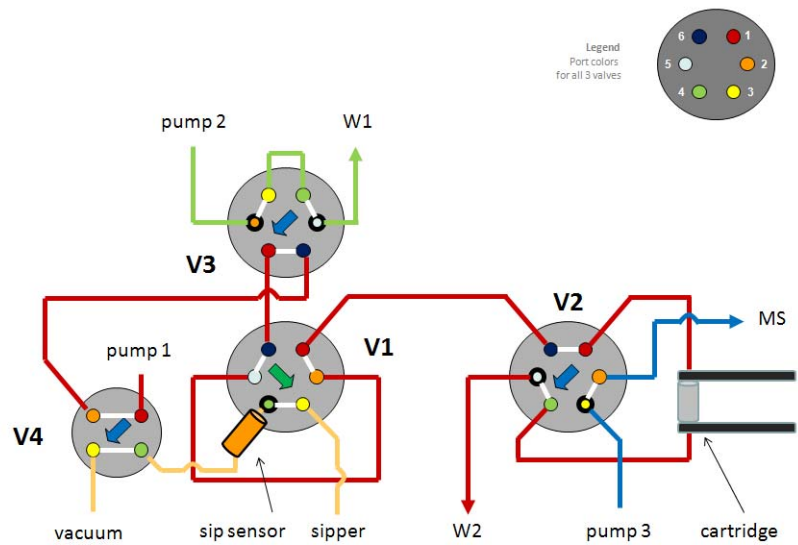 Legend
Port colors
for all 3 valves
6 1
5 2
4 3
pump 2 W1
V3
V2
MS
V1
pump 1
V4
vacuum sip sensor sipper W2 pump 3 cartridge